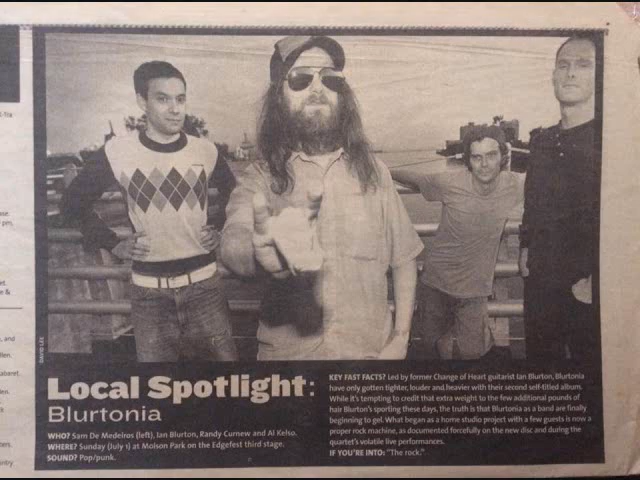 DAVID LEE
Local Spotlight:
Blurtonia
WHO? Sam De Medeiros (left), Ian Blurton, Randy Curnew and Al Kelso.
WHERE? Sunday (July 1) at Molson Park on the Edgefest third stage.
SOUND? Pop/punk.
KEY FAST FACTS? Led by former Change of Heart guitarist Ian Blurton, Blurtonia
have only gotten tighter, louder and heavier with their second self-titled album.
While it's tempting to credit that extra weight to the few additional pounds of
hair Blurton's sporting these days, the truth is that Blurtonia as a band are finally
beginning to gel. What began as a home studio project with a few guests is now a
proper rock machine, as documented forcefully on the new disc and during the
quartet's volatile live performances.
IF YOU'RE INTO: "The rock."